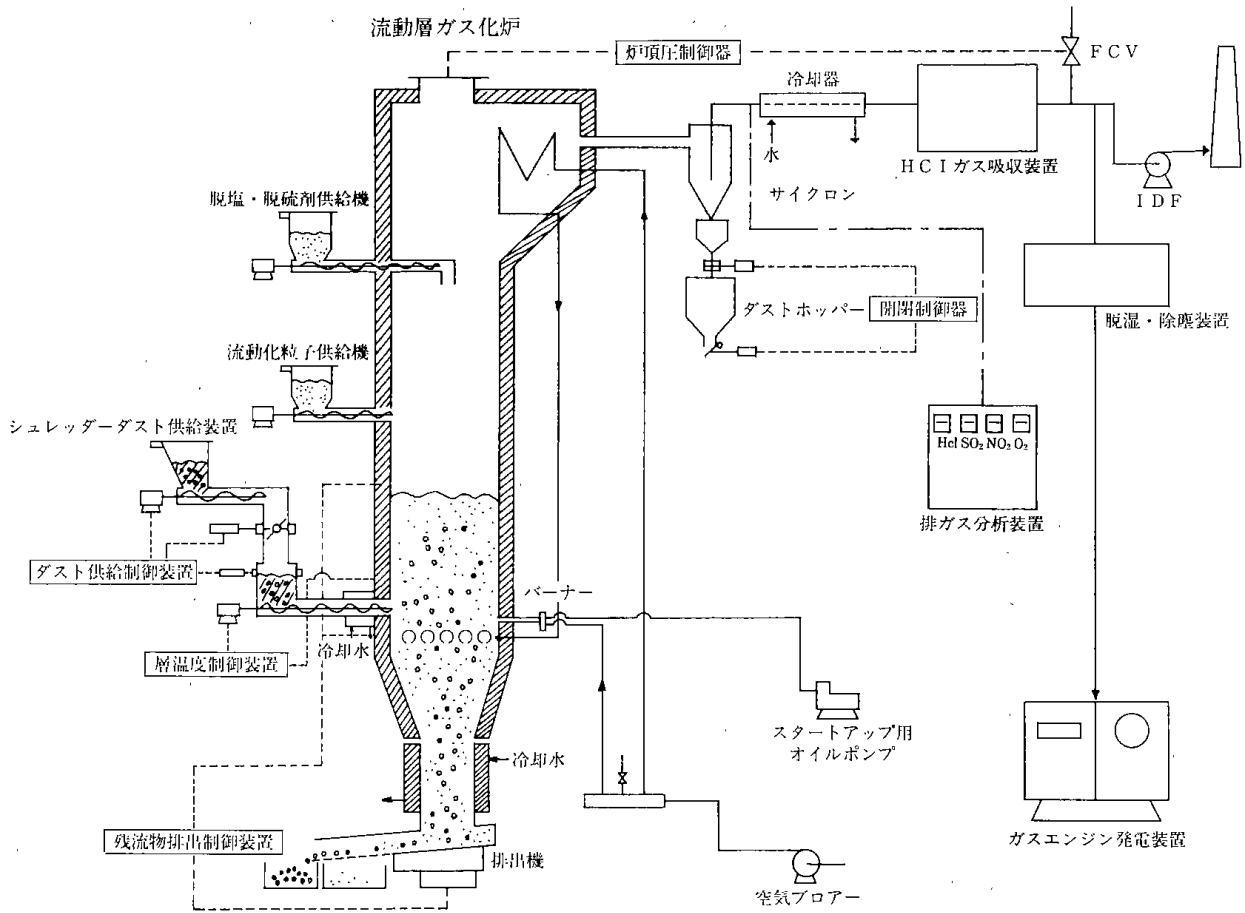 流動層ガス化炉
炉頂圧制御器
FCV
冷却器
水
HClガス吸収装置
IDF
サイクロン
脱塩・脱硫剤供給機
ダストホッパー
開閉制御器
脱湿・除塵装置
流動化粒子供給機
シュレッダーダスト供給装置
Hcl SO₂ NO₂ O₂
排ガス分析装置
ダスト供給制御装置
バーナー
冷却水
層温度制御装置
スタートアップ用
オイルポンプ
冷却水
残流物排出制御装置
排出機
ガスエンジン発電装置
空気ブロアー